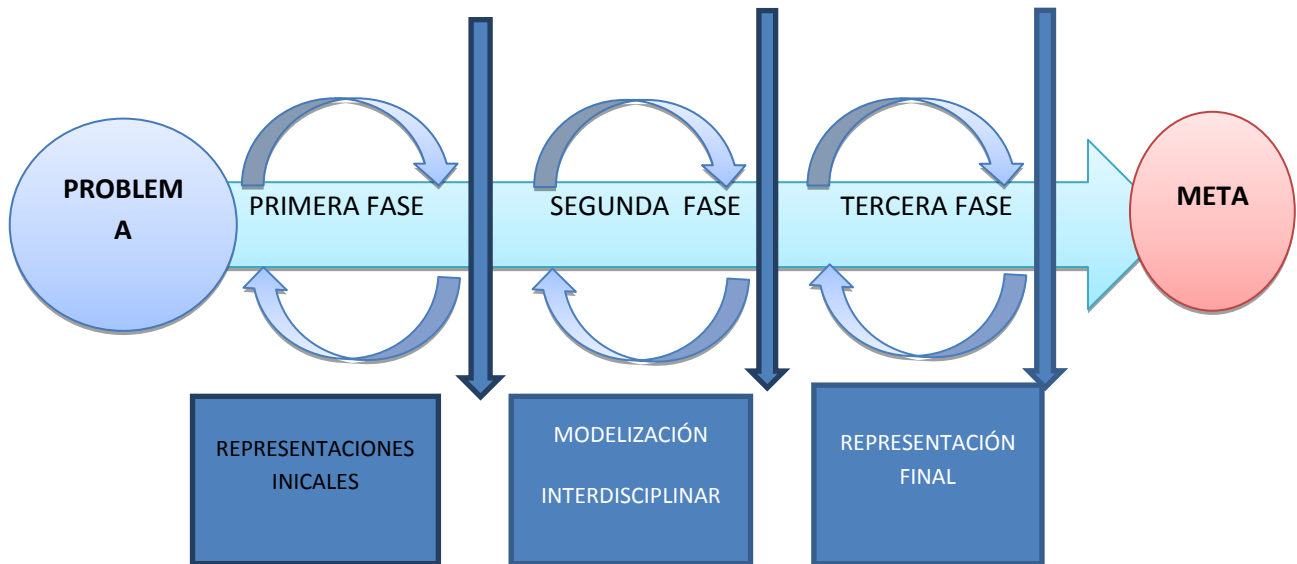 PROBLEM
A
PRIMERA FASE
SEGUNDA  FASE
TERCERA FASE
META
REPRESENTACIONES
INICALES
MODELIZACIÓN
INTERDISCIPLINAR
REPRESENTACIÓN
FINAL